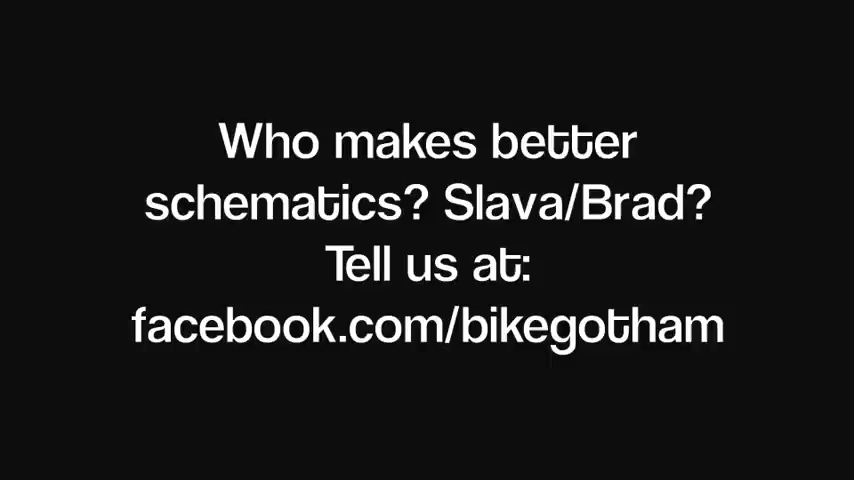 Who makes better
schematics? Slava/Brad?
Tell us at:
facebook.com/bikegotham